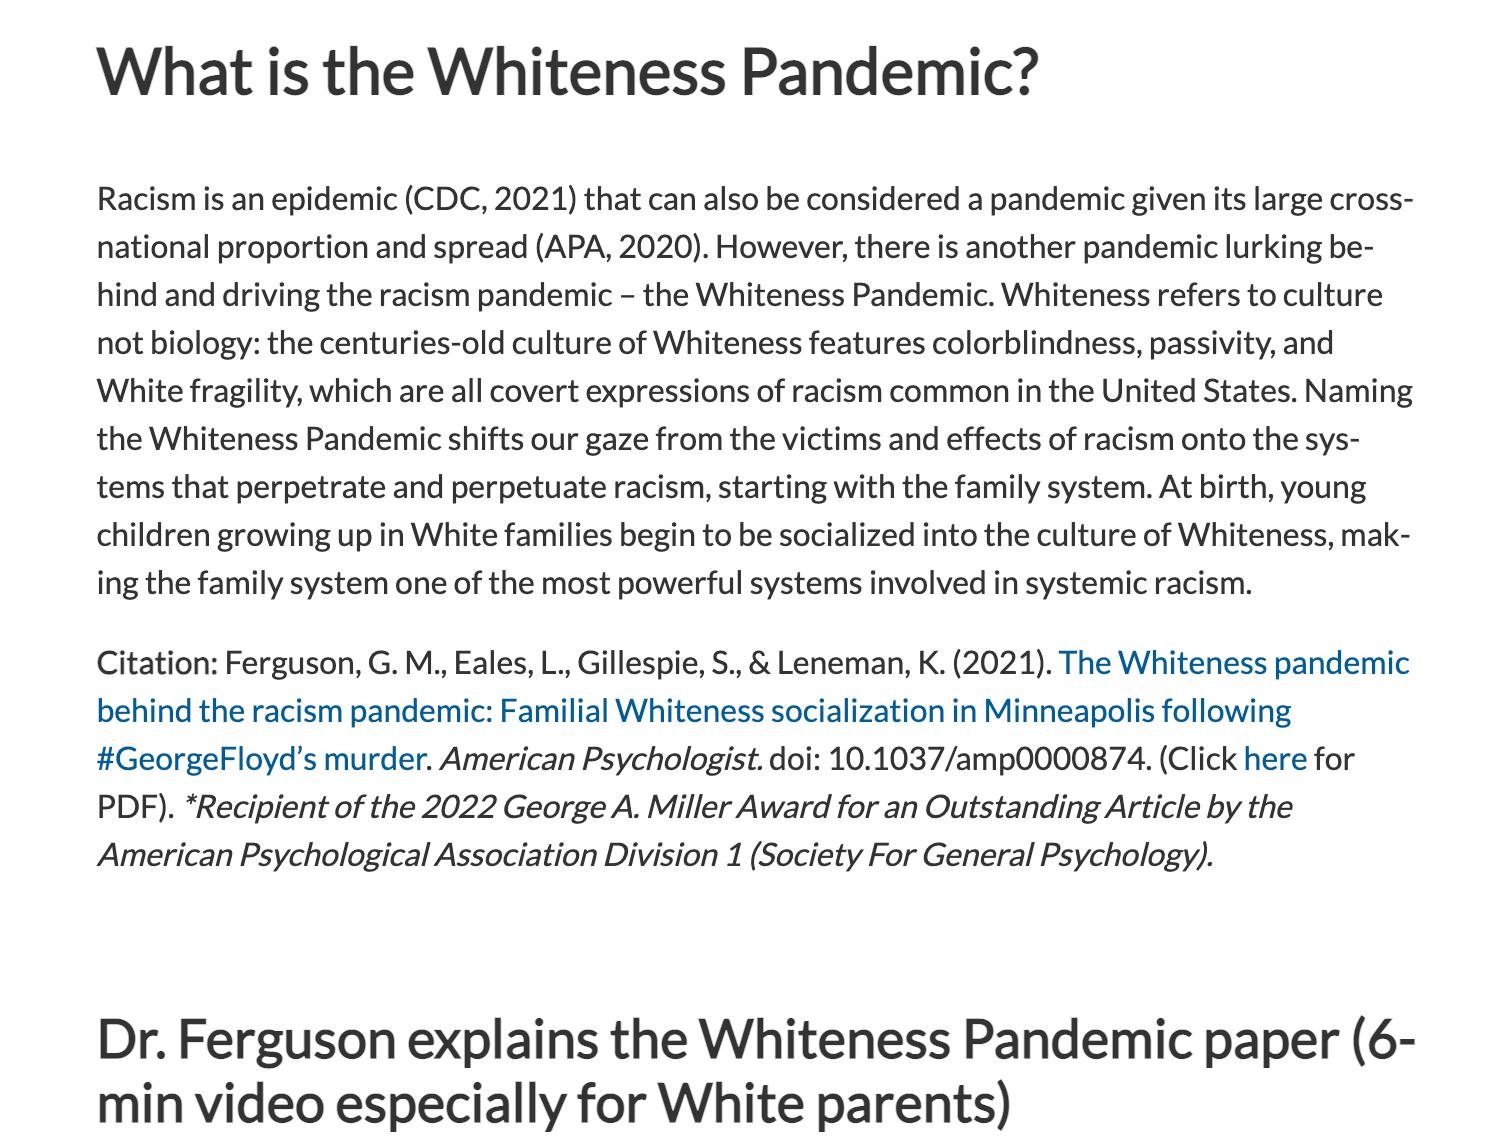 What is the Whiteness Pandemic?
Racism is an epidemic (CDC, 2021) that can also be considered a pandemic given its large cross-
national proportion and spread (APA, 2020). However, there is another pandemic lurking be-
hind and driving the racism pandemic – the Whiteness Pandemic. Whiteness refers to culture
not biology: the centuries-old culture of Whiteness features colorblindness, passivity, and
White fragility, which are all covert expressions of racism common in the United States. Naming
the Whiteness Pandemic shifts our gaze from the victims and effects of racism onto the sys-
tems that perpetrate and perpetuate racism, starting with the family system. At birth, young
children growing up in White families begin to be socialized into the culture of Whiteness, mak-
ing the family system one of the most powerful systems involved in systemic racism.
Citation: Ferguson, G. M., Eales, L., Gillespie, S., & Leneman, K. (2021). The Whiteness pandemic
behind the racism pandemic: Familial Whiteness socialization in Minneapolis following
#GeorgeFloyd’s murder. American Psychologist. doi: 10.1037/amp0000874. (Click here for
PDF). *Recipient of the 2022 George A. Miller Award for an Outstanding Article by the
American Psychological Association Division 1 (Society For General Psychology).
Dr. Ferguson explains the Whiteness Pandemic paper (6-
min video especially for White parents)